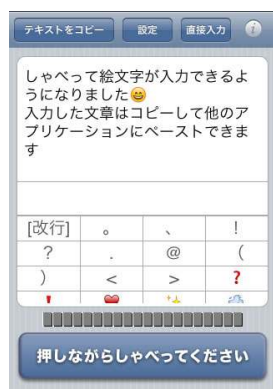 テキストをコピー 設定 直接入力 i
しゃべって絵文字が入力できるよ
うになりました😄
入力した文章はコピーして他のア
プリケーションにペーストできま
す
[改行] 。 、 !
? . @ (
) < > ?
! ❤
押しながらしゃべってください